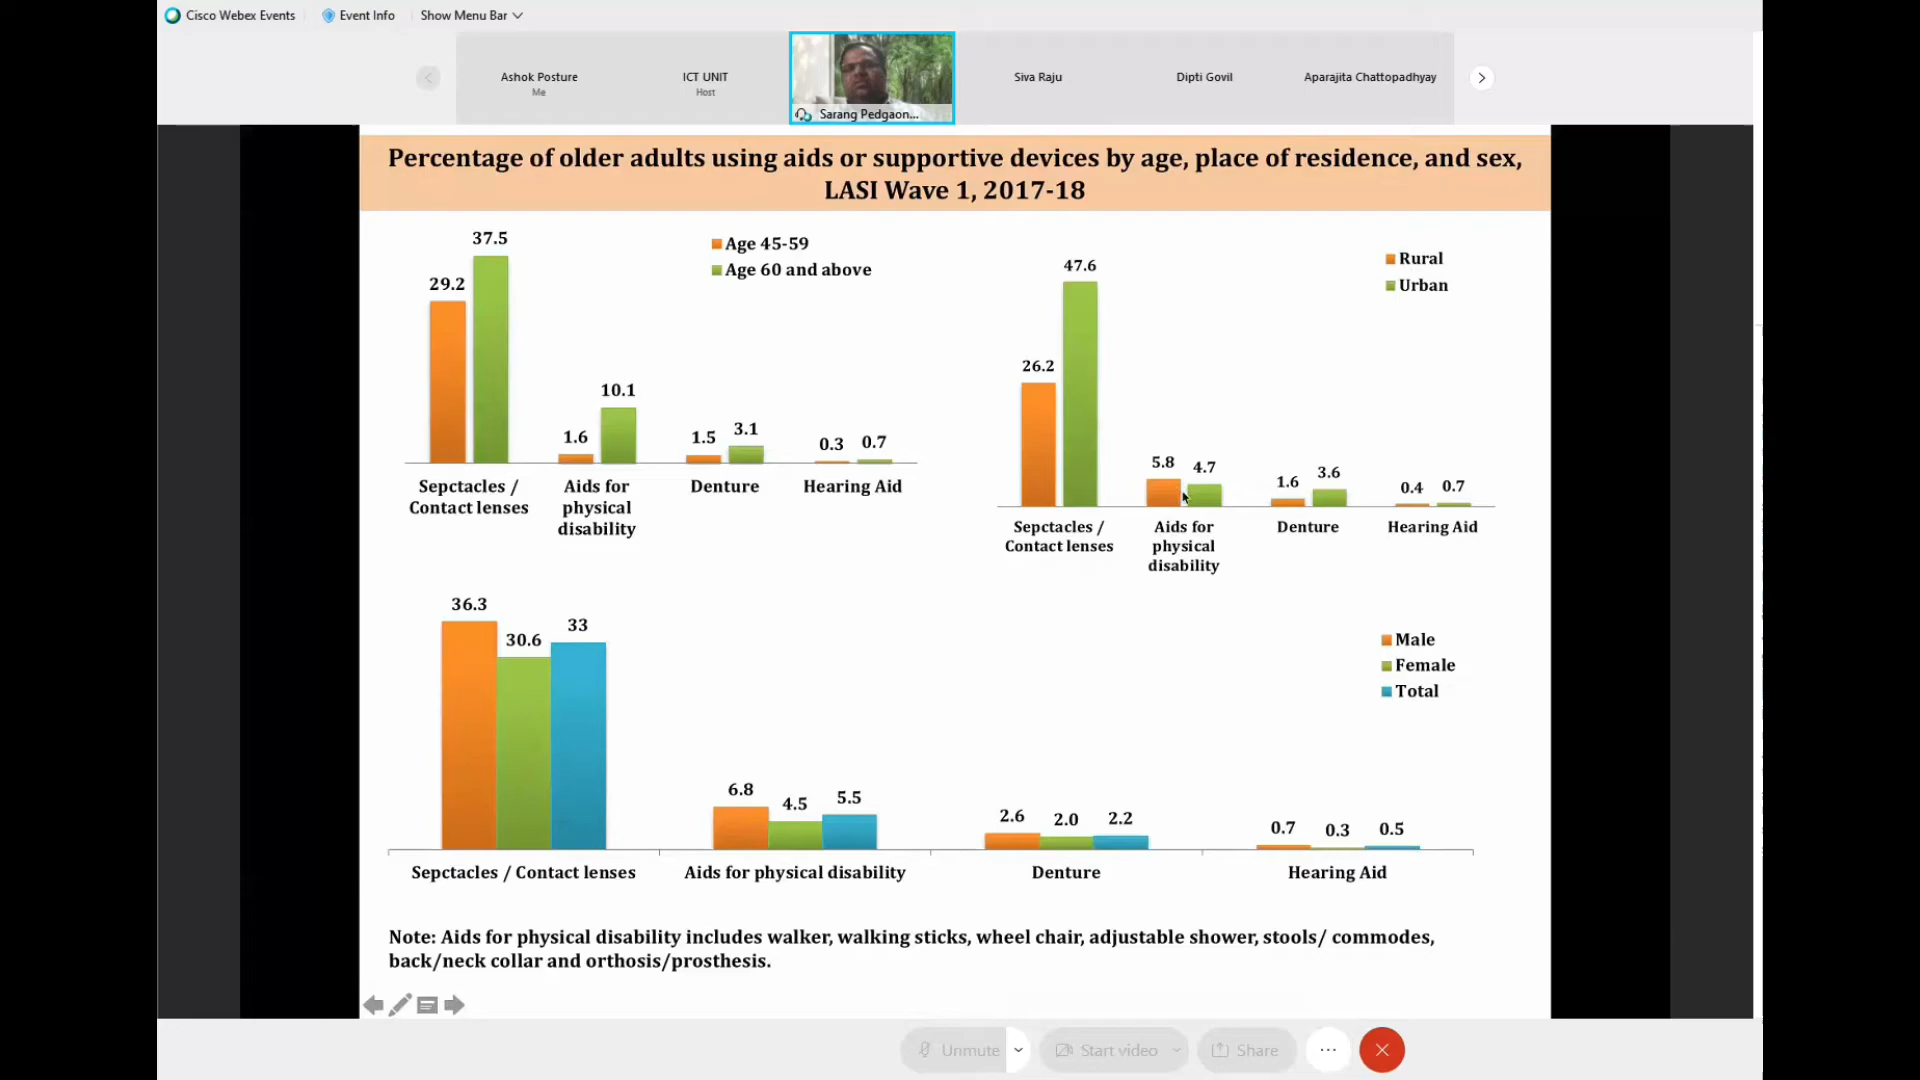 Cisco Webex Events
Event Info
Show Menu Bar
Ashok Posture
Me
ICT UNIT
Host
Sarang Pedgaon...
Siva Raju
Dipti Govil
Aparajita Chattopadhyay
Percentage of older adults using aids or supportive devices by age, place of residence, and sex,
LASI Wave 1, 2017-18
Age 45-59
Age 60 and above
29.2
37.5
1.6
10.1
1.5
3.1
0.3
0.7
Sepctacles /
Contact lenses
Aids for
physical
disability
Denture
Hearing Aid
Rural
Urban
26.2
47.6
5.8
4.7
1.6
3.6
0.4
0.7
Sepctacles /
Contact lenses
Aids for
physical
disability
Denture
Hearing Aid
Male
Female
Total
36.3
30.6
33
6.8
4.5
5.5
2.6
2.0
2.2
0.7
0.3
0.5
Sepctacles / Contact lenses
Aids for physical disability
Denture
Hearing Aid
Note: Aids for physical disability includes walker, walking sticks, wheel chair, adjustable shower, stools/ commodes,
back/neck collar and orthosis/prosthesis.
Unmute
Start video
Share